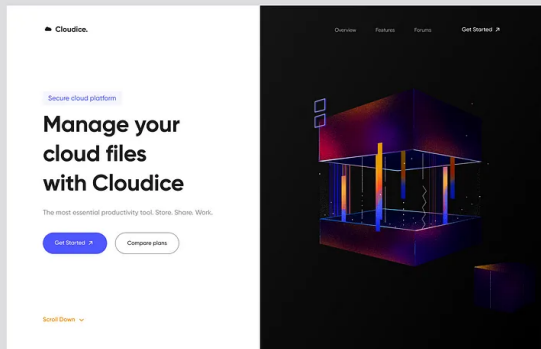 Cloudice.
Overview Features Forums Get Started
Secure cloud platform
Manage your
cloud files
with Cloudice
The most essential productivity tool. Store. Share. Work.
Get Started Compare plans
Scroll Down